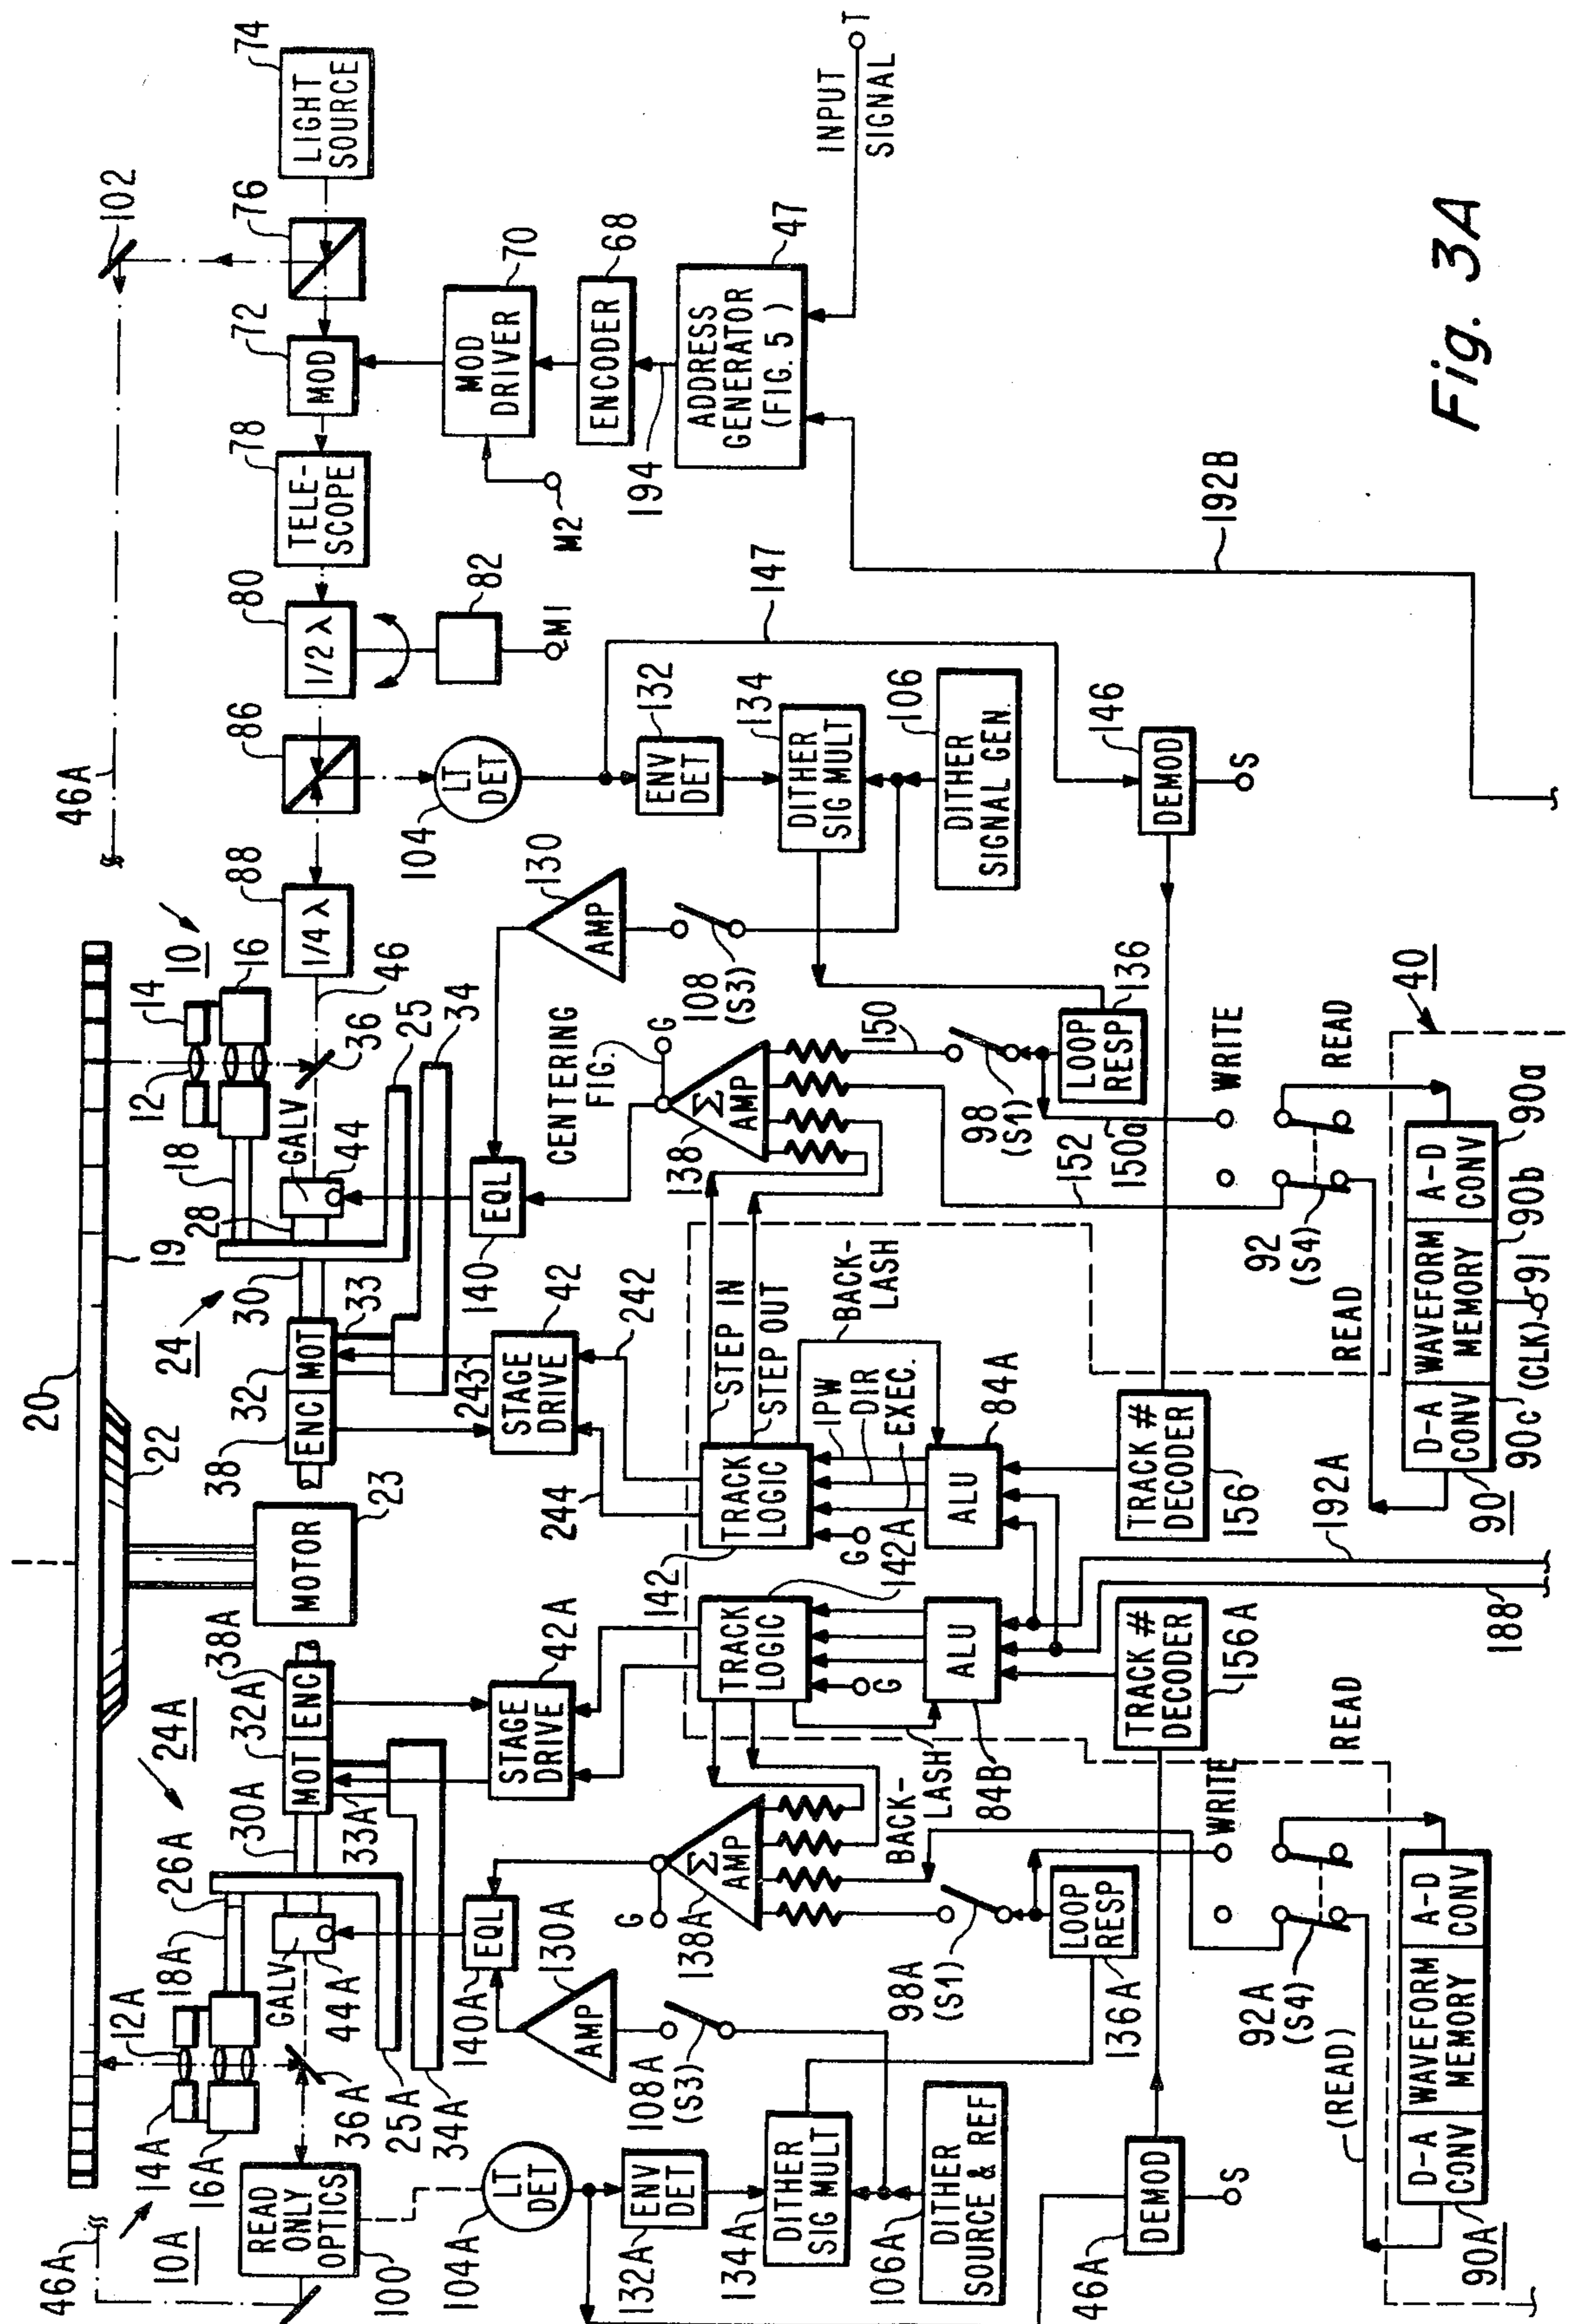 74
LIGHT
SOURCE
102
76
72
MOD
78
TELE-
SCOPE
80
1/2 λ
82
M1
M2
70
MOD
DRIVER
68
ENCODER
194
47
ADDRESS
GENERATOR
(FIG. 5 )
INPUT
SIGNAL
T
Fig. 3A
192B
46A
86
88
1/4 λ
104
LT
DET
132
ENV
DET
147
134
DITHER
SIG MULT
106
DITHER
SIGNAL GEN.
146
DEMOD
S
130
AMP
108
(S3)
20
19
22
23
MOTOR
10
12
14
16
18
46
36
25
34
GALV
44
28
30
24
33
32
MOT
38
ENC
140
EQL
CENTERING
FIG.
G
138
Σ
AMP
150
98
(S1)
136
LOOP
RESP
150a
152
WRITE
READ
40
92
(S4)
READ
A-D
CONV
90a
WAVEFORM
MEMORY
90b
D-A
CONV
90c
90
(CLK)
91
42
STAGE
DRIVE
242
243
244
STEP IN
STEP OUT
BACK-
LASH
TRACK
LOGIC
142
IPW
DIR
EXEC.
G
84A
ALU
TRACK #
DECODER
156
192A
188
142A
TRACK
LOGIC
G
ALU
84B
BACK-
LASH
TRACK #
DECODER
156A
42A
STAGE
DRIVE
24A
38A
ENC
32A
MOT
30A
33A
26A
18A
12A
14A
16A
10A
46A
GALV
44A
36A
25A
34A
READ
ONLY
OPTICS
100
140A
EQL
130A
AMP
108A
(S3)
G
Σ
AMP
138A
98A
(S1)
LOOP
RESP
136A
104A
LT
DET
132A
ENV
DET
134A
DITHER
SIG MULT
106A
DITHER
SOURCE & REF
46A
DEMOD
S
WRITE
READ
92A
(S4)
(READ)
A-D
CONV
WAVEFORM
MEMORY
D-A
CONV
90A